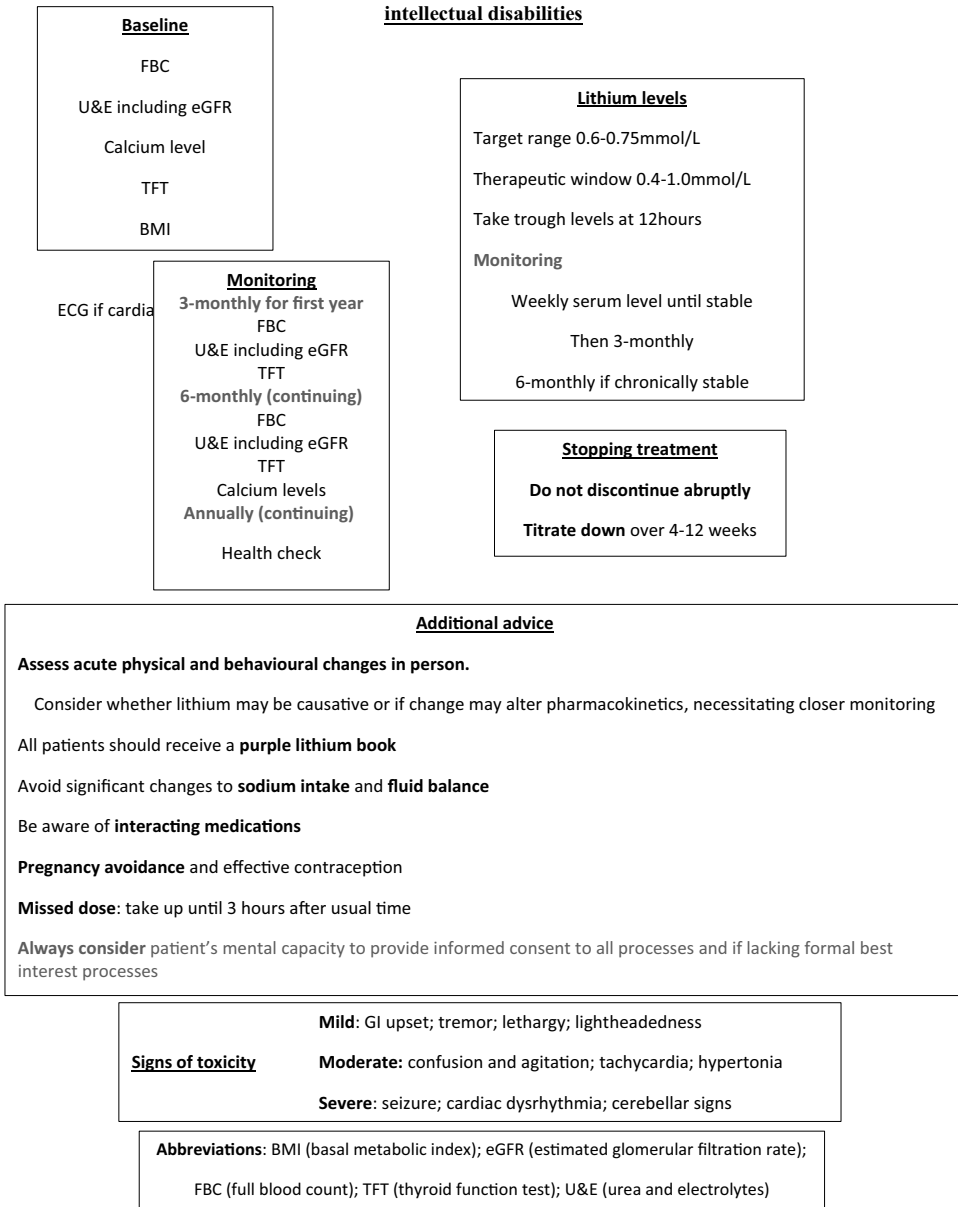 intellectual disabilities
Baseline
FBC
U&E including eGFR
Calcium level
TFT
BMI
ECG if cardia
Monitoring
3-monthly for first year
FBC
U&E including eGFR
TFT
6-monthly (continuing)
FBC
U&E including eGFR
TFT
Calcium levels
Annually (continuing)
Health check
Lithium levels
Target range 0.6-0.75mmol/L
Therapeutic window 0.4-1.0mmol/L
Take trough levels at 12hours
Monitoring
Weekly serum level until stable
Then 3-monthly
6-monthly if chronically stable
Stopping treatment
Do not discontinue abruptly
Titrate down over 4-12 weeks
Additional advice
Assess acute physical and behavioural changes in person.
Consider whether lithium may be causative or if change may alter pharmacokinetics, necessitating closer monitoring
All patients should receive a purple lithium book
Avoid significant changes to sodium intake and fluid balance
Be aware of interacting medications
Pregnancy avoidance and effective contraception
Missed dose: take up until 3 hours after usual time
Always consider patient's mental capacity to provide informed consent to all processes and if lacking formal best
interest processes
Signs of toxicity
Mild: GI upset; tremor; lethargy; lightheadedness
Moderate: confusion and agitation; tachycardia; hypertonia
Severe: seizure; cardiac dysrhythmia; cerebellar signs
Abbreviations: BMI (basal metabolic index); eGFR (estimated glomerular filtration rate);
FBC (full blood count); TFT (thyroid function test); U&E (urea and electrolytes)